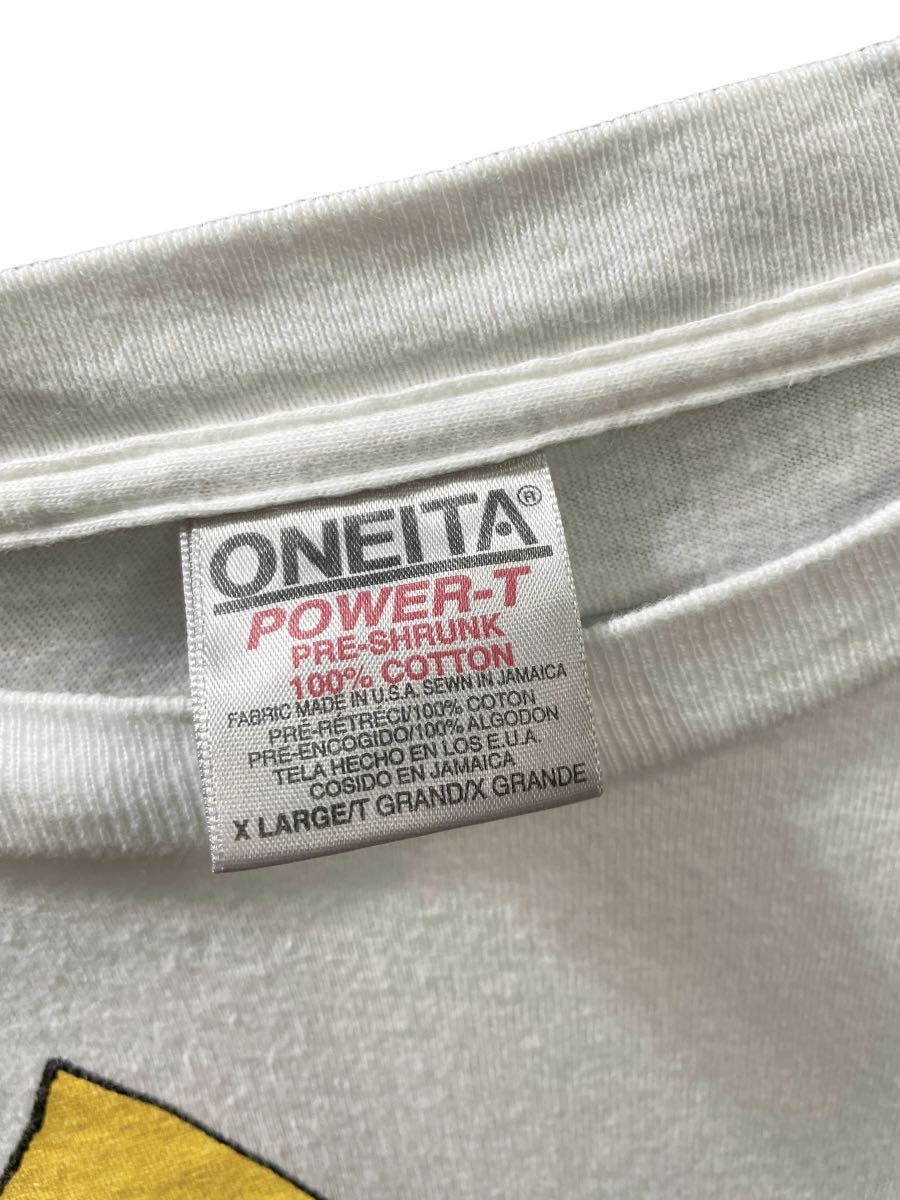 ONEITA®
POWER-T
PRE-SHRUNK
100% COTTON
FABRIC MADE IN U.S.A. SEWN IN JAMAICA
PRÉ-RÉTRECI/100% COTON
PRE-ENCOGIDO/100% ALGODON
TELA HECHO EN LOS E.U.A.
COSIDO EN JAMAICA
X LARGE/T GRAND/X GRANDE